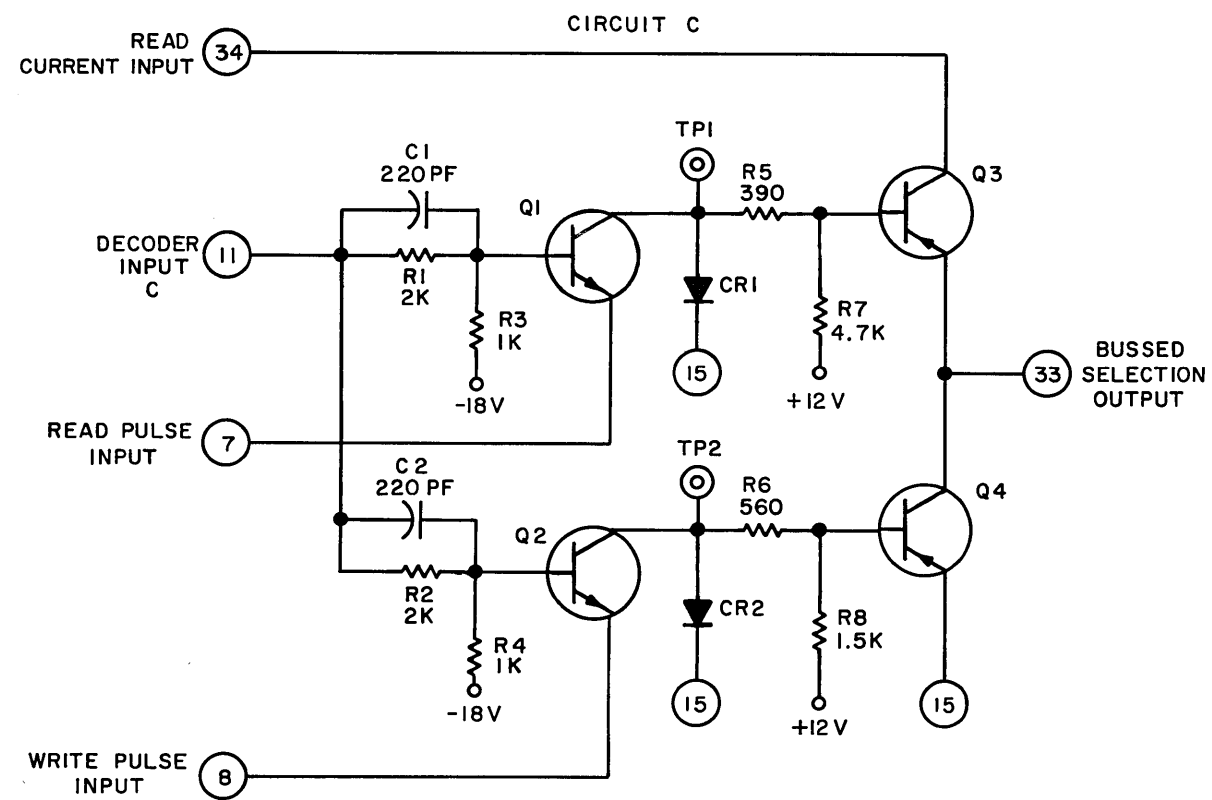 CIRCUIT C
READ
CURRENT INPUT
34
TP1
C1
220 PF
R5
390
Q3
Q1
DECODER
INPUT
C
11
R1
2K
CR1
R3
1K
R7
4.7K
15
-18V
+12V
33
BUSSED
SELECTION
OUTPUT
READ PULSE
INPUT
7
TP2
C2
220 PF
R6
560
Q4
Q2
R2
2K
CR2
R8
1.5K
R4
1K
-18V
15
+12V
15
WRITE PULSE
INPUT
8